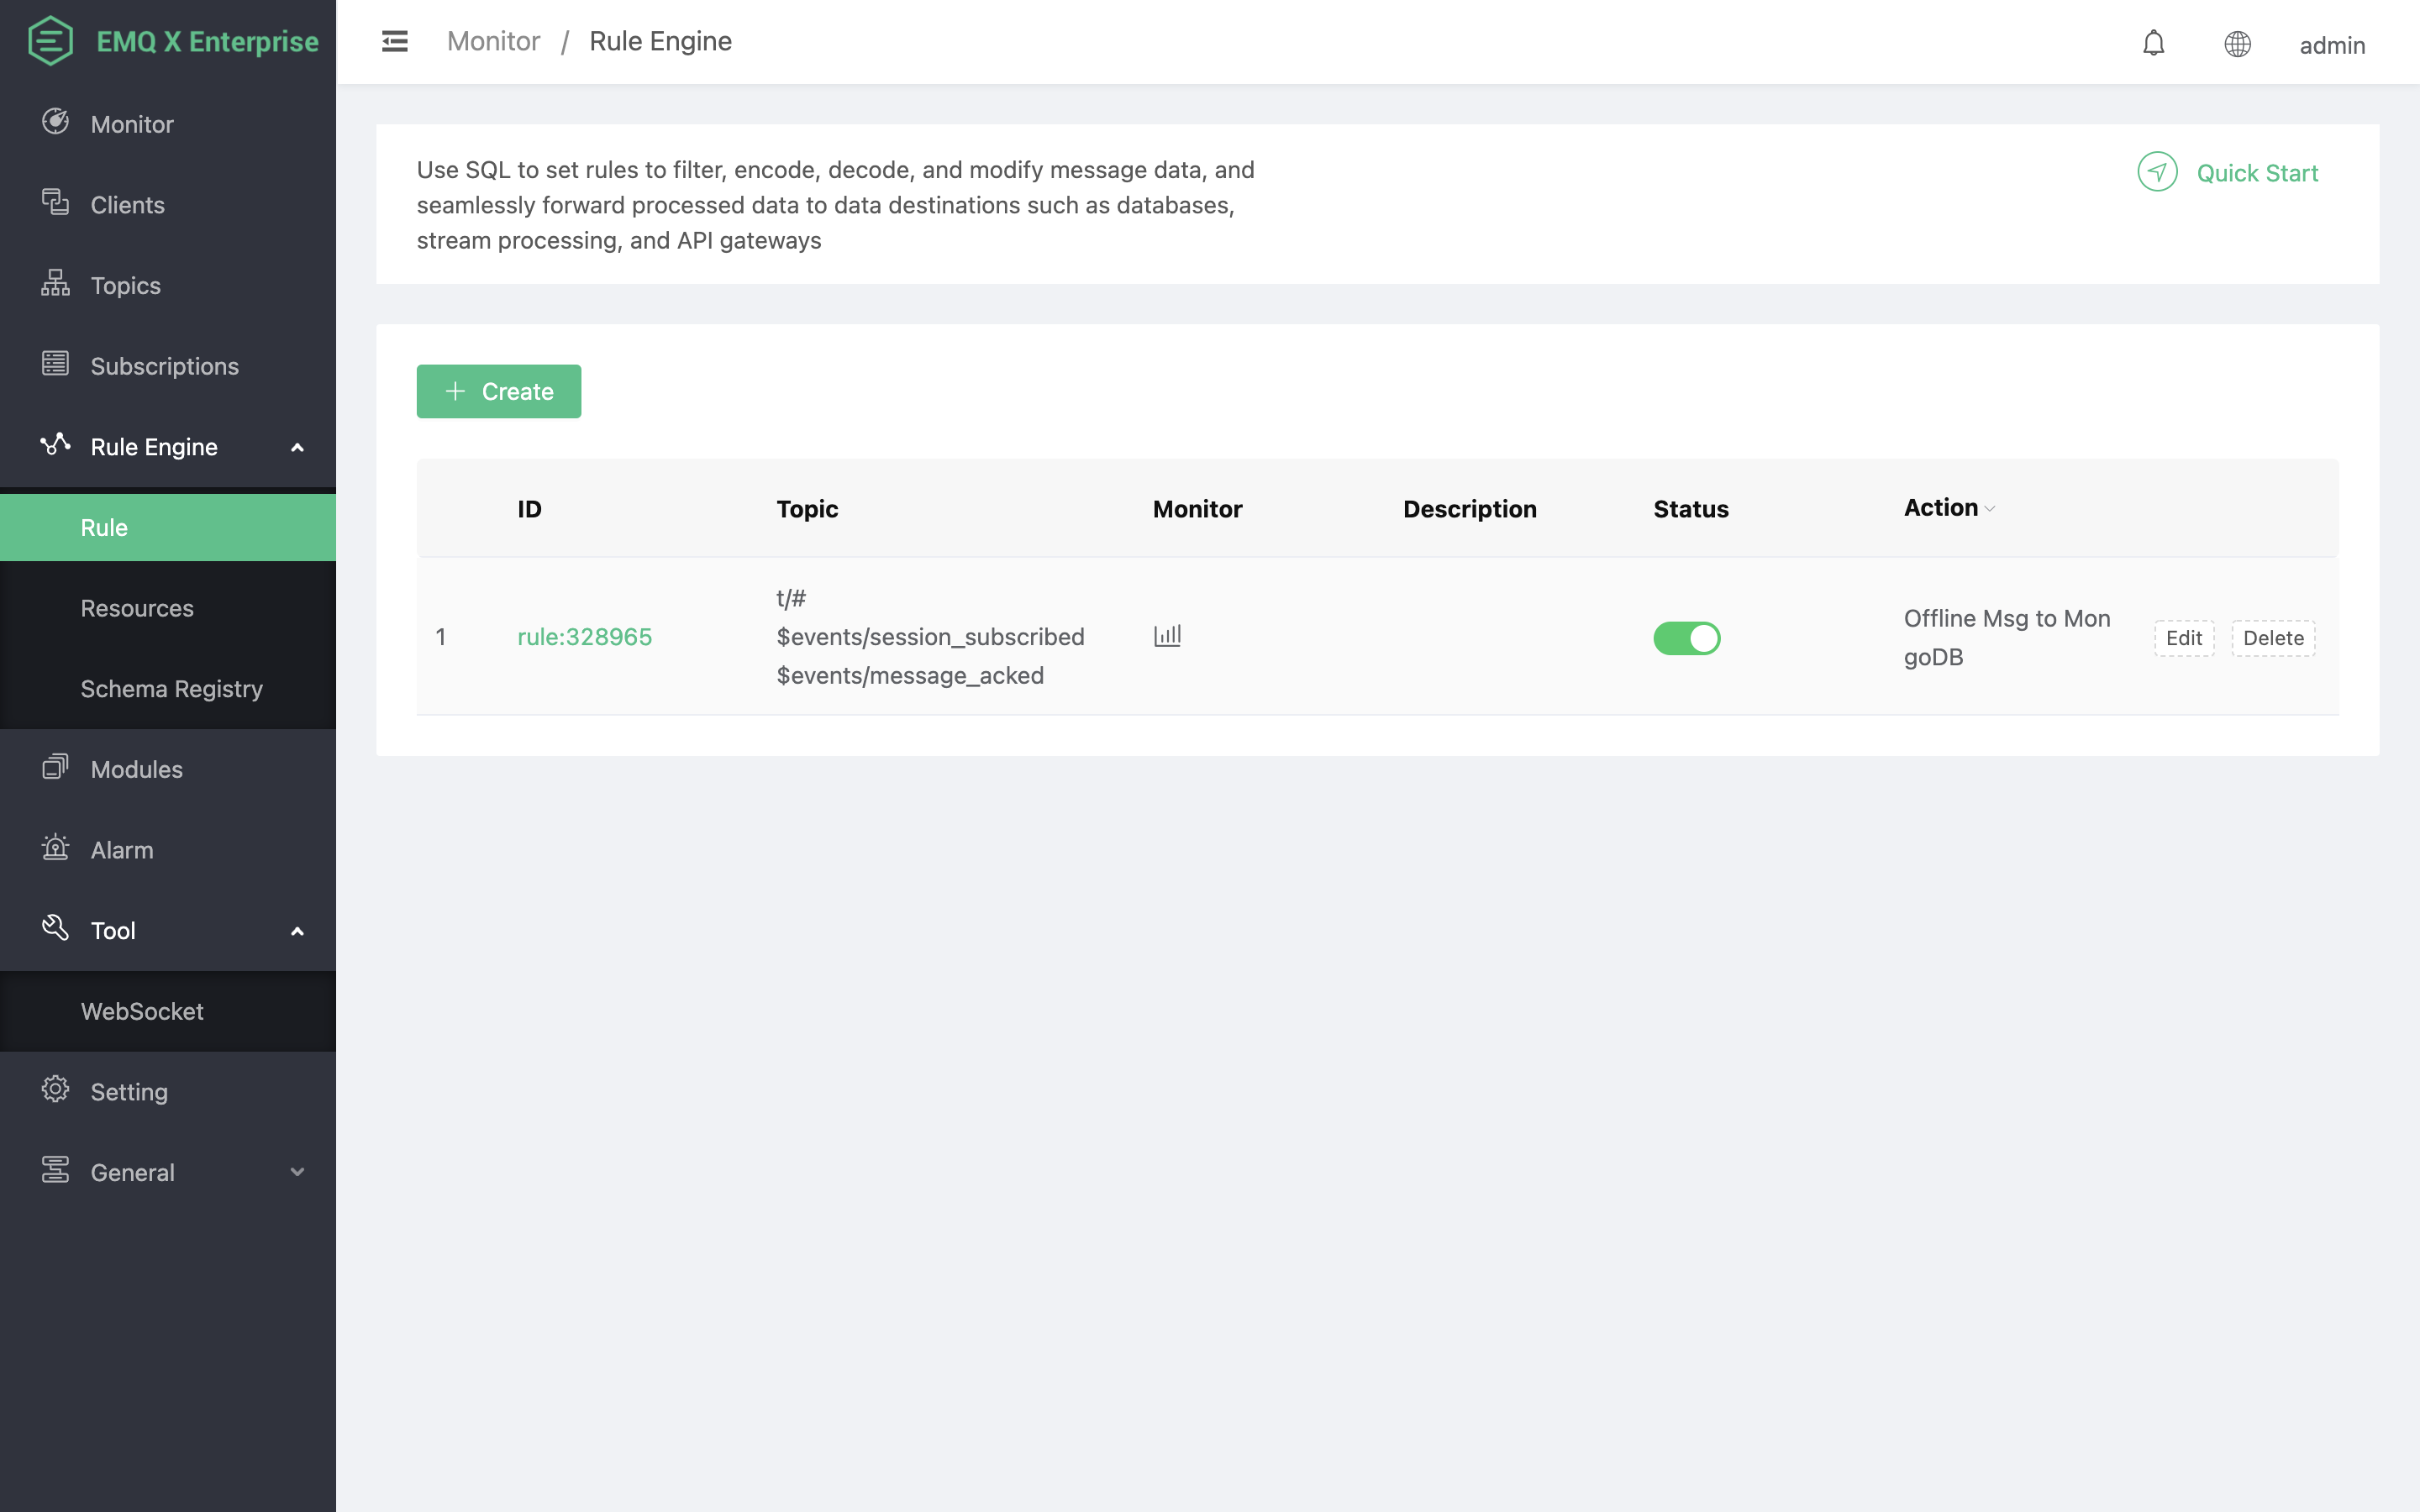 EMQ X Enterprise
Monitor / Rule Engine
admin
Monitor
Clients
Topics
Subscriptions
Rule Engine
Rule
Resources
Schema Registry
Modules
Alarm
Tool
WebSocket
Setting
General
Use SQL to set rules to filter, encode, decode, and modify message data, and
seamlessly forward processed data to data destinations such as databases,
stream processing, and API gateways
Quick Start
Create
ID Topic Monitor Description Status Action
1
rule:328965
t/#
$events/session_subscribed
$events/message_acked
Offline Msg to Mon
goDB
Edit
Delete